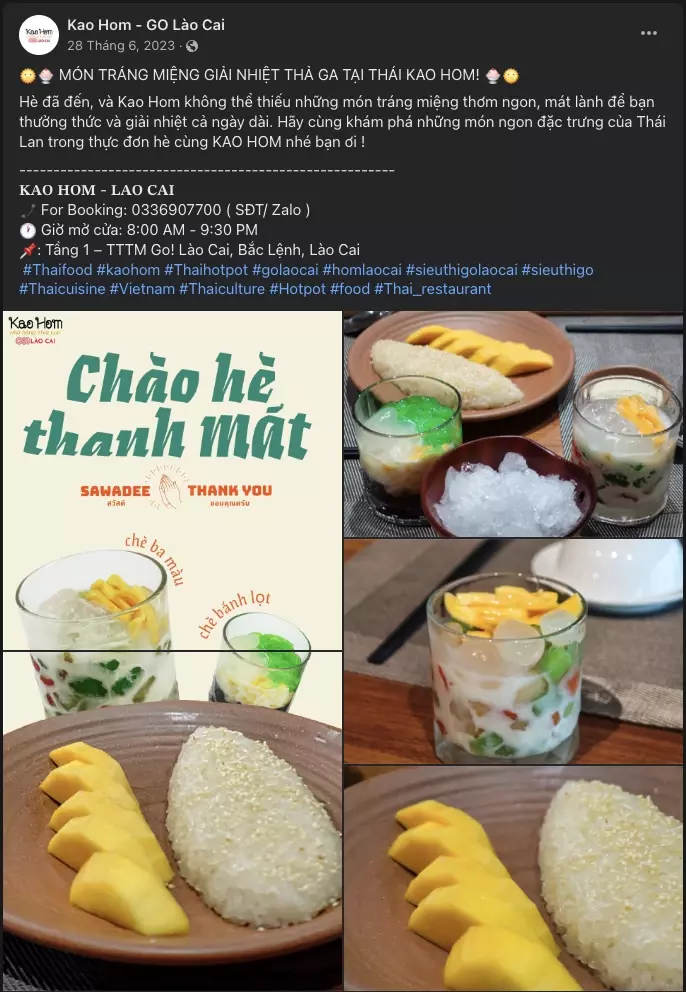 Kao Hom - GO Lào Cai
28 Tháng 6, 2023 ·
🌞🍧 MÓN TRÁNG MIỆNG GIẢI NHIỆT THẢ GA TẠI THÁI KAO HOM! 🍧🌞
Hè đã đến, và Kao Hom không thể thiếu những món tráng miệng thơm ngon, mát lành để bạn
thưởng thức và giải nhiệt cả ngày dài. Hãy cùng khám phá những món ngon đặc trưng của Thái
Lan trong thực đơn hè cùng KAO HOM nhé bạn ơi !
-------------------------------------------------------
KAO HOM - LAO CAI
For Booking: 0336907700 ( SĐT/ Zalo )
🕐 Giờ mở cửa: 8:00 AM - 9:30 PM
📌: Tầng 1 – TTTM Go! Lào Cai, Bắc Lệnh, Lào Cai
#Thaifood #kaohom #Thaihotpot #golaocai #homlaocai #sieuthigolaocai #sieuthigo
#Thaicuisine #Vietnam #Thaiculture #Hotpot #food #Thai_restaurant
Kao Hom
LÀO CAI
Chào hè
thanh MÁT
SAWADEE THANK YOU
สวัสดี ขอบคุณครับ
chè ba màu
chè bánh lọt